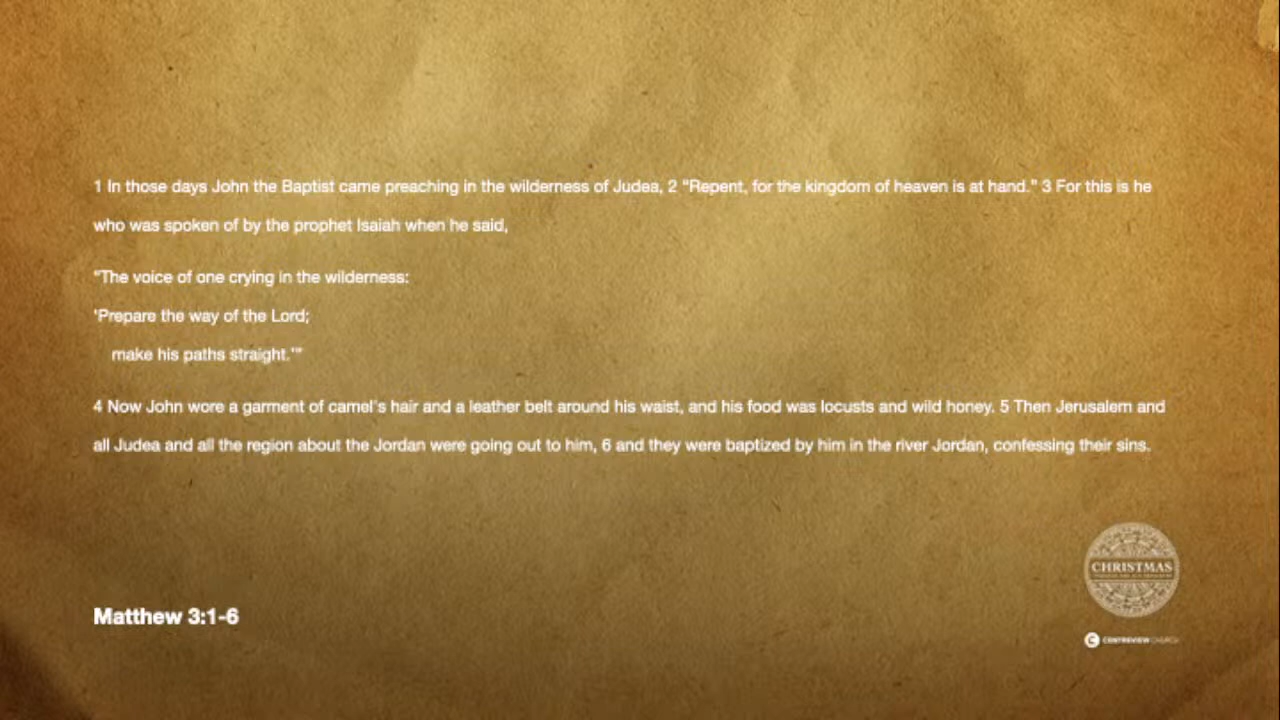 1 In those days John the Baptist came preaching in the wilderness of Judea, 2 “Repent, for the kingdom of heaven is at hand.” 3 For this is he
who was spoken of by the prophet Isaiah when he said,
“The voice of one crying in the wilderness:
‘Prepare the way of the Lord;
make his paths straight.’”
4 Now John wore a garment of camel's hair and a leather belt around his waist, and his food was locusts and wild honey. 5 Then Jerusalem and
all Judea and all the region about the Jordan were going out to him, 6 and they were baptized by him in the river Jordan, confessing their sins.
Matthew 3:1-6
CHRISTMAS
CENTREVIEW CHURCH